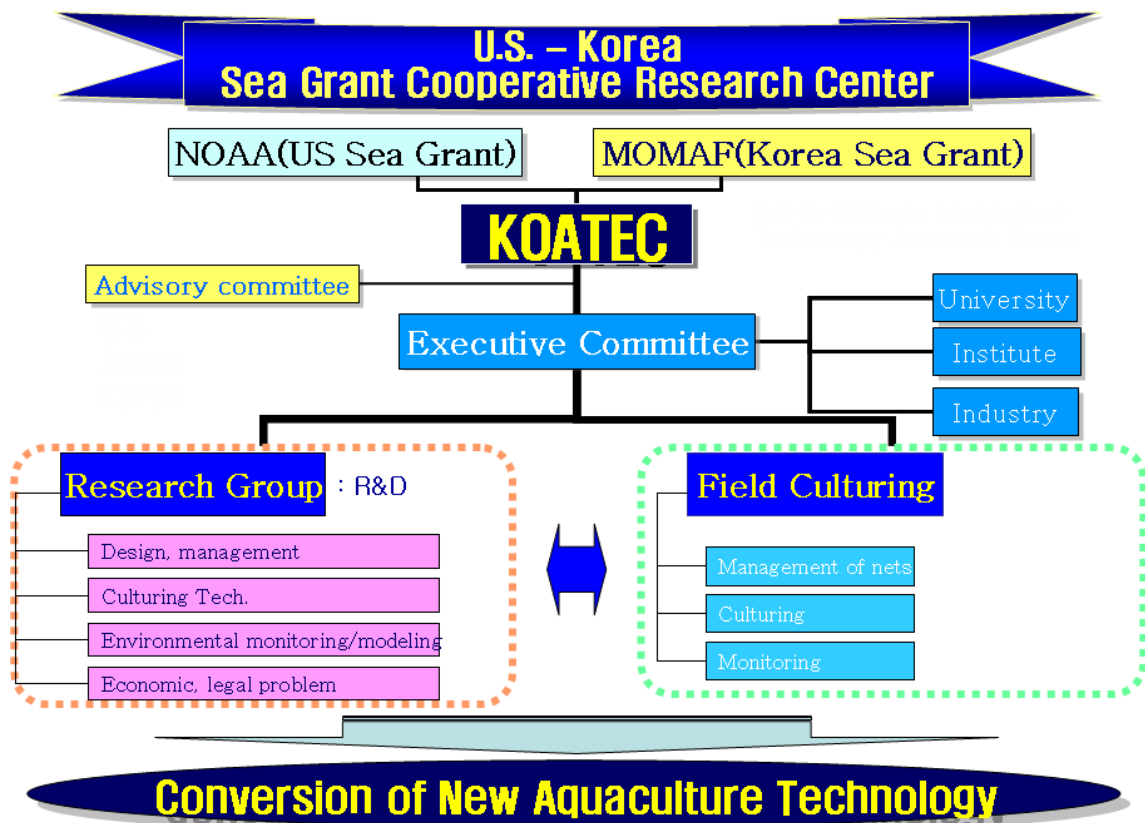 U.S. – Korea
Sea Grant Cooperative Research Center
NOAA(US Sea Grant)
MOMAF(Korea Sea Grant)
KOATEC
Advisory committee
Executive Committee
University
Institute
Industry
Research Group : R&D
Design, management
Culturing Tech.
Environmental monitoring/modeling
Economic, legal problem
Field Culturing
Management of nets
Culturing
Monitoring
Conversion of New Aquaculture Technology